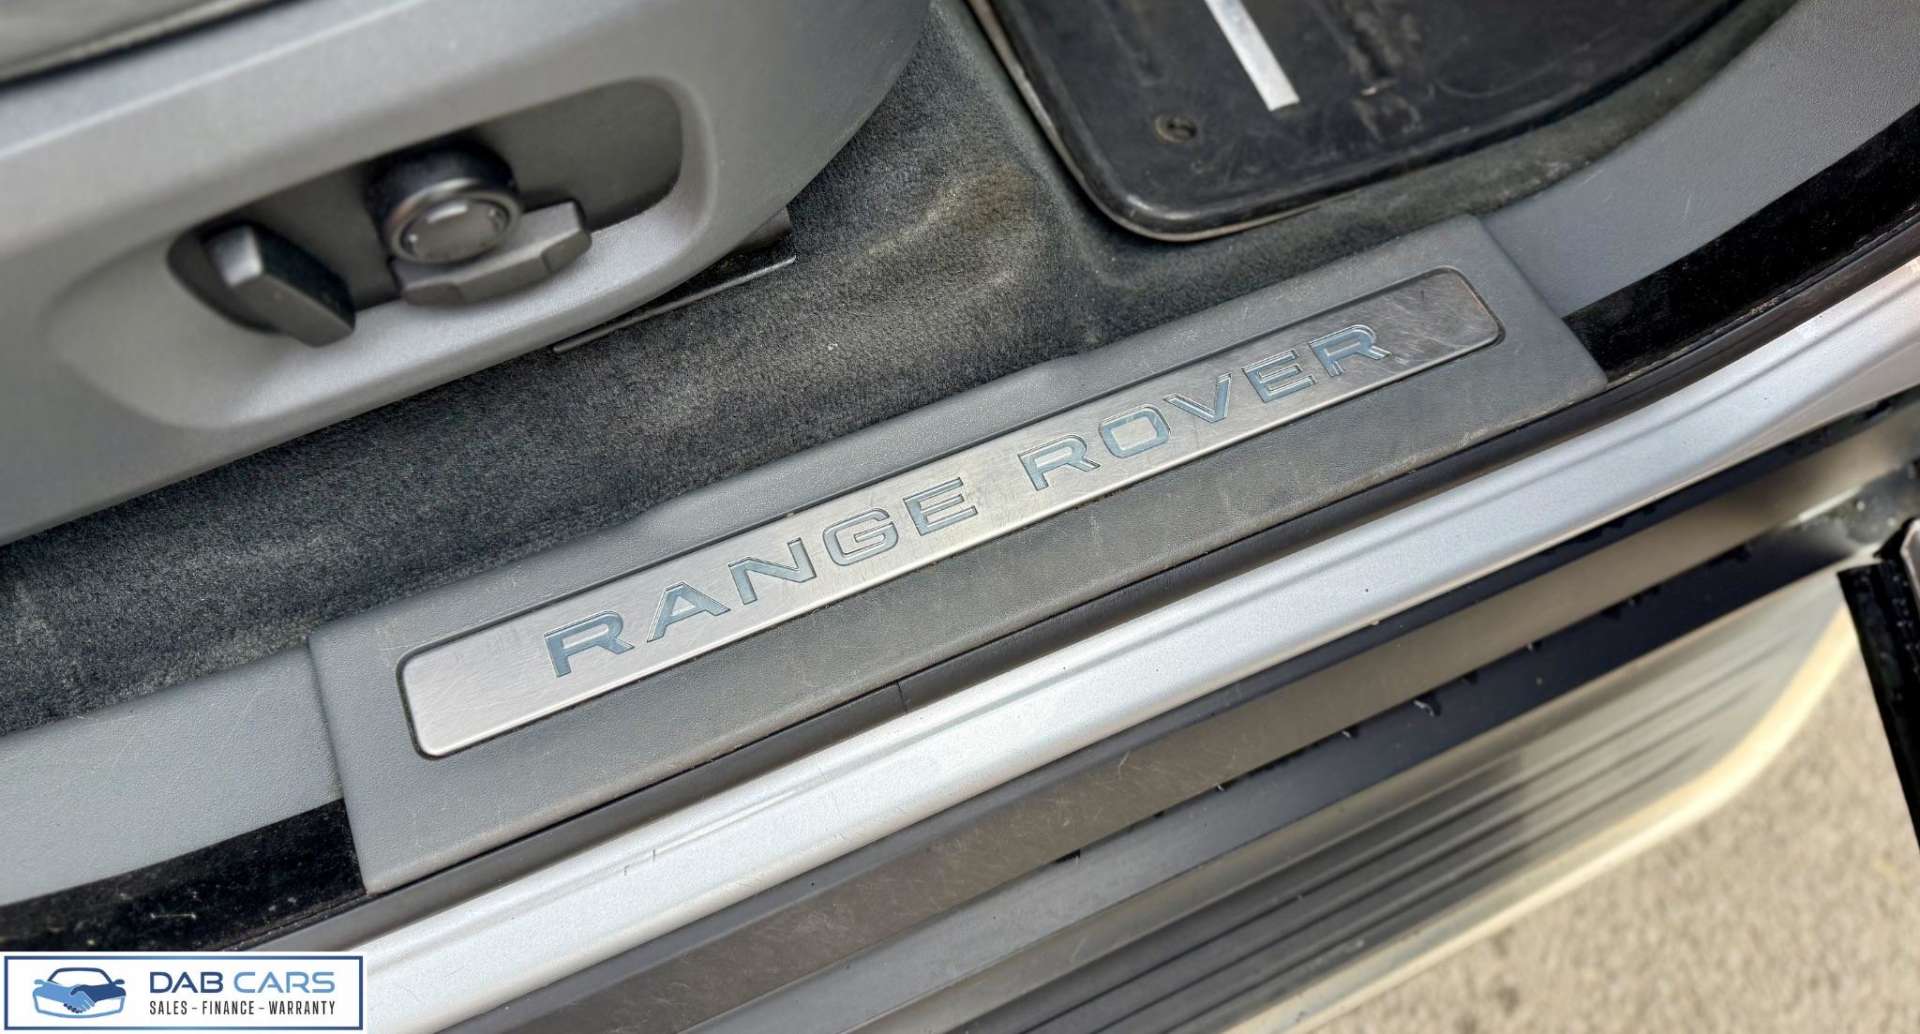 RANGE ROVER
DAB CARS
SALES - FINANCE - WARRANTY